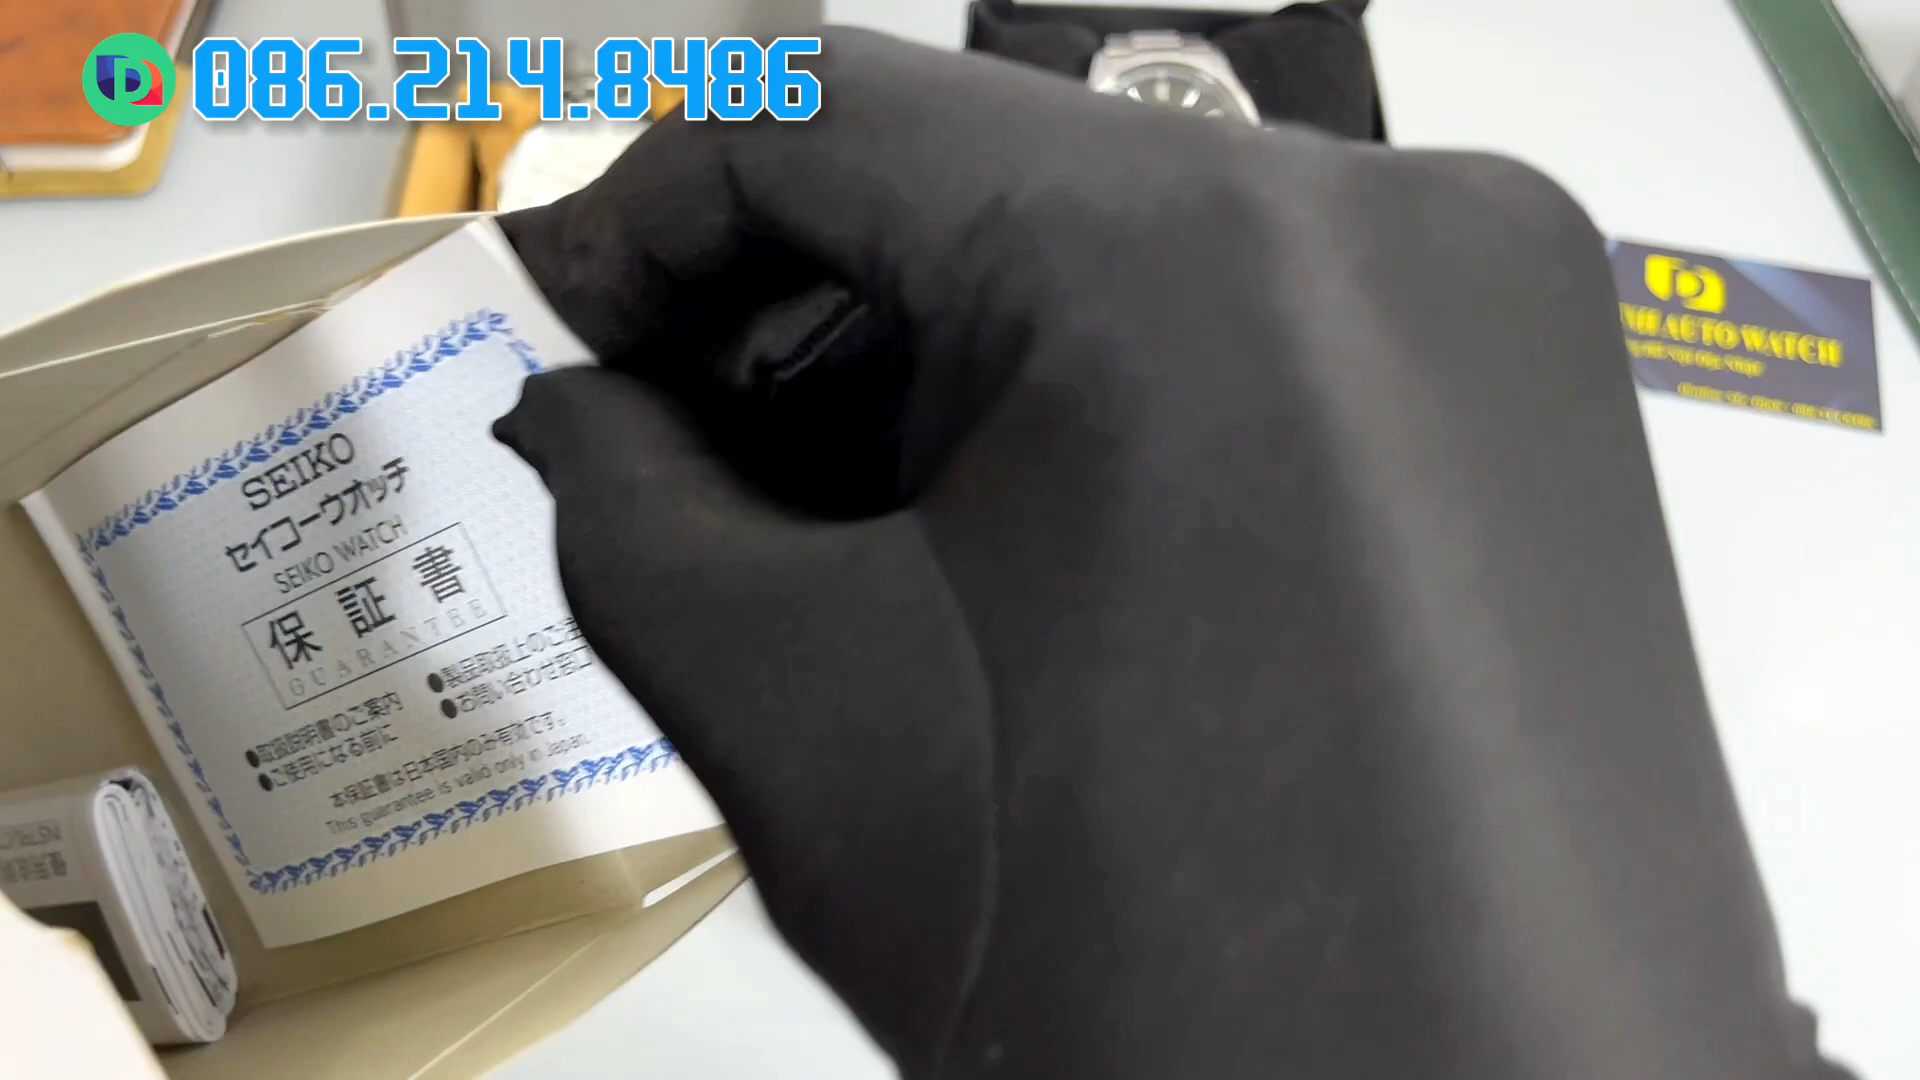 086.214.8486
SEIKO
セイコーウオッチ
SEIKO WATCH
保証書
GUARANTEE
●取扱説明書のご案内
●ご使用になる前に
●製品取扱上のご注
●お問い合わせ窓口
本保証書は日本国内のみ有効です。
This guarantee is valid only in Japan.
AUTO WATCH